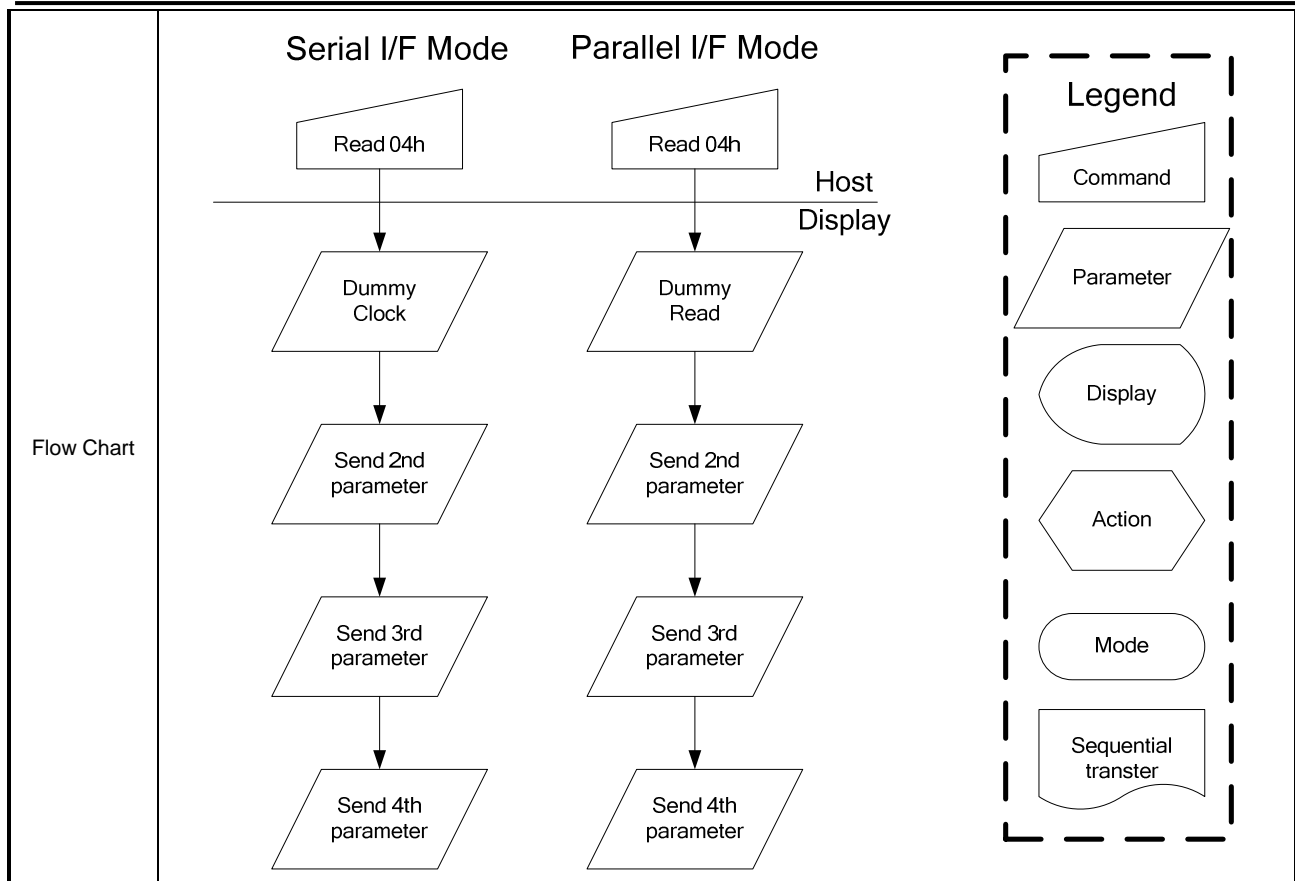 Flow Chart
Serial I/F Mode
Read 04h
Dummy
Clock
Send 2nd
parameter
Send 3rd
parameter
Send 4th
parameter
Parallel I/F Mode
Read 04h
Host
Display
Dummy
Read
Send 2nd
parameter
Send 3rd
parameter
Send 4th
parameter
Legend
Command
Parameter
Display
Action
Mode
Sequential
transter